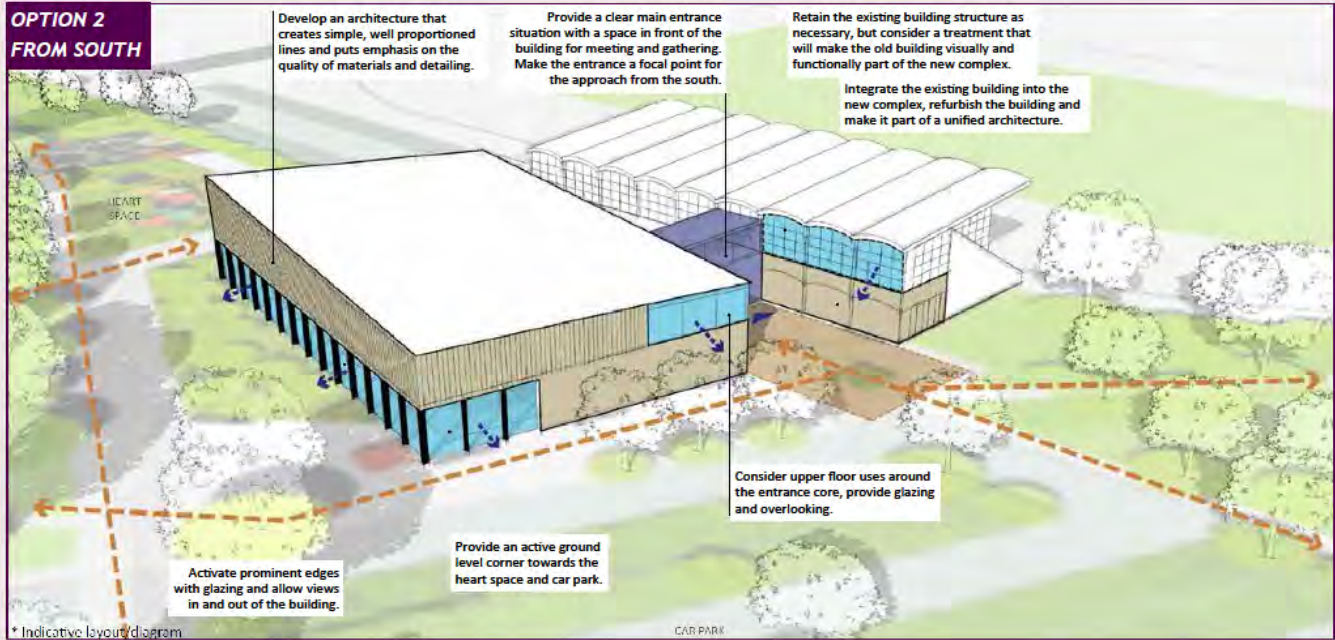 OPTION 2
FROM SOUTH
Develop an architecture that
creates simple, well proportioned
lines and puts emphasis on the
quality of materials and detailing.
Provide a clear main entrance
situation with a space in front of the
building for meeting and gathering.
Make the entrance a focal point for
the approach from the south.
Retain the existing building structure as
necessary, but consider a treatment that
will make the old building visually and
functionally part of the new complex.
Integrate the existing building into the
new complex, refurbish the building and
make it part of a unified architecture.
HEART
SPACE
Consider upper floor uses around
the entrance core, provide glazing
and overlooking.
Provide an active ground
level corner towards the
heart space and car park.
Activate prominent edges
with glazing and allow views
in and out of the building.
* Indicative layout/diagram
CAR PARK